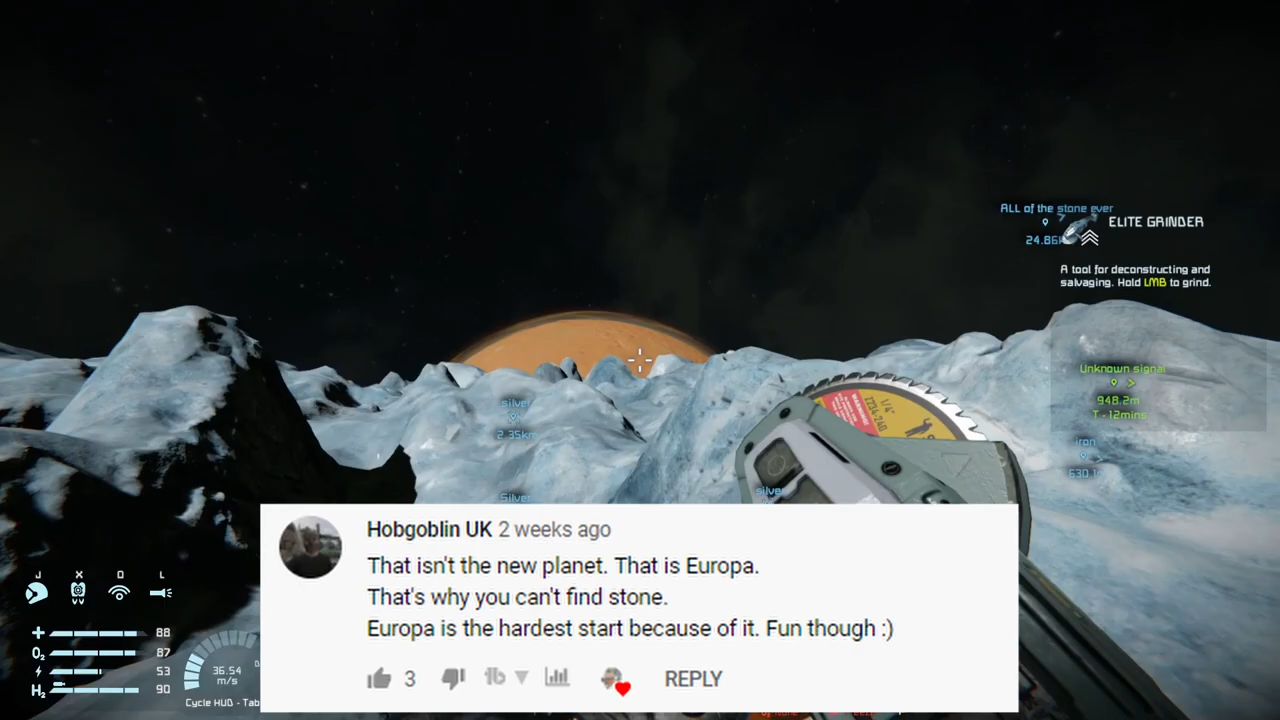 ALL of the stone ever
ELITE GRINDER
A tool for deconstructing and
salvaging. Hold LMB to grind.
Unknown signal
948.2m
T - 12mins
silver
2.35km
iron
Silver
silver
Hobgoblin UK 2 weeks ago
That isn't the new planet. That is Europa.
That's why you can't find stone.
Europa is the hardest start because of it. Fun though :)
3
REPLY
J X O L
88
O₂ 87
53
H₂ 90
36.54
m/s
Cycle HUD - Tab
WARNING
1/4"